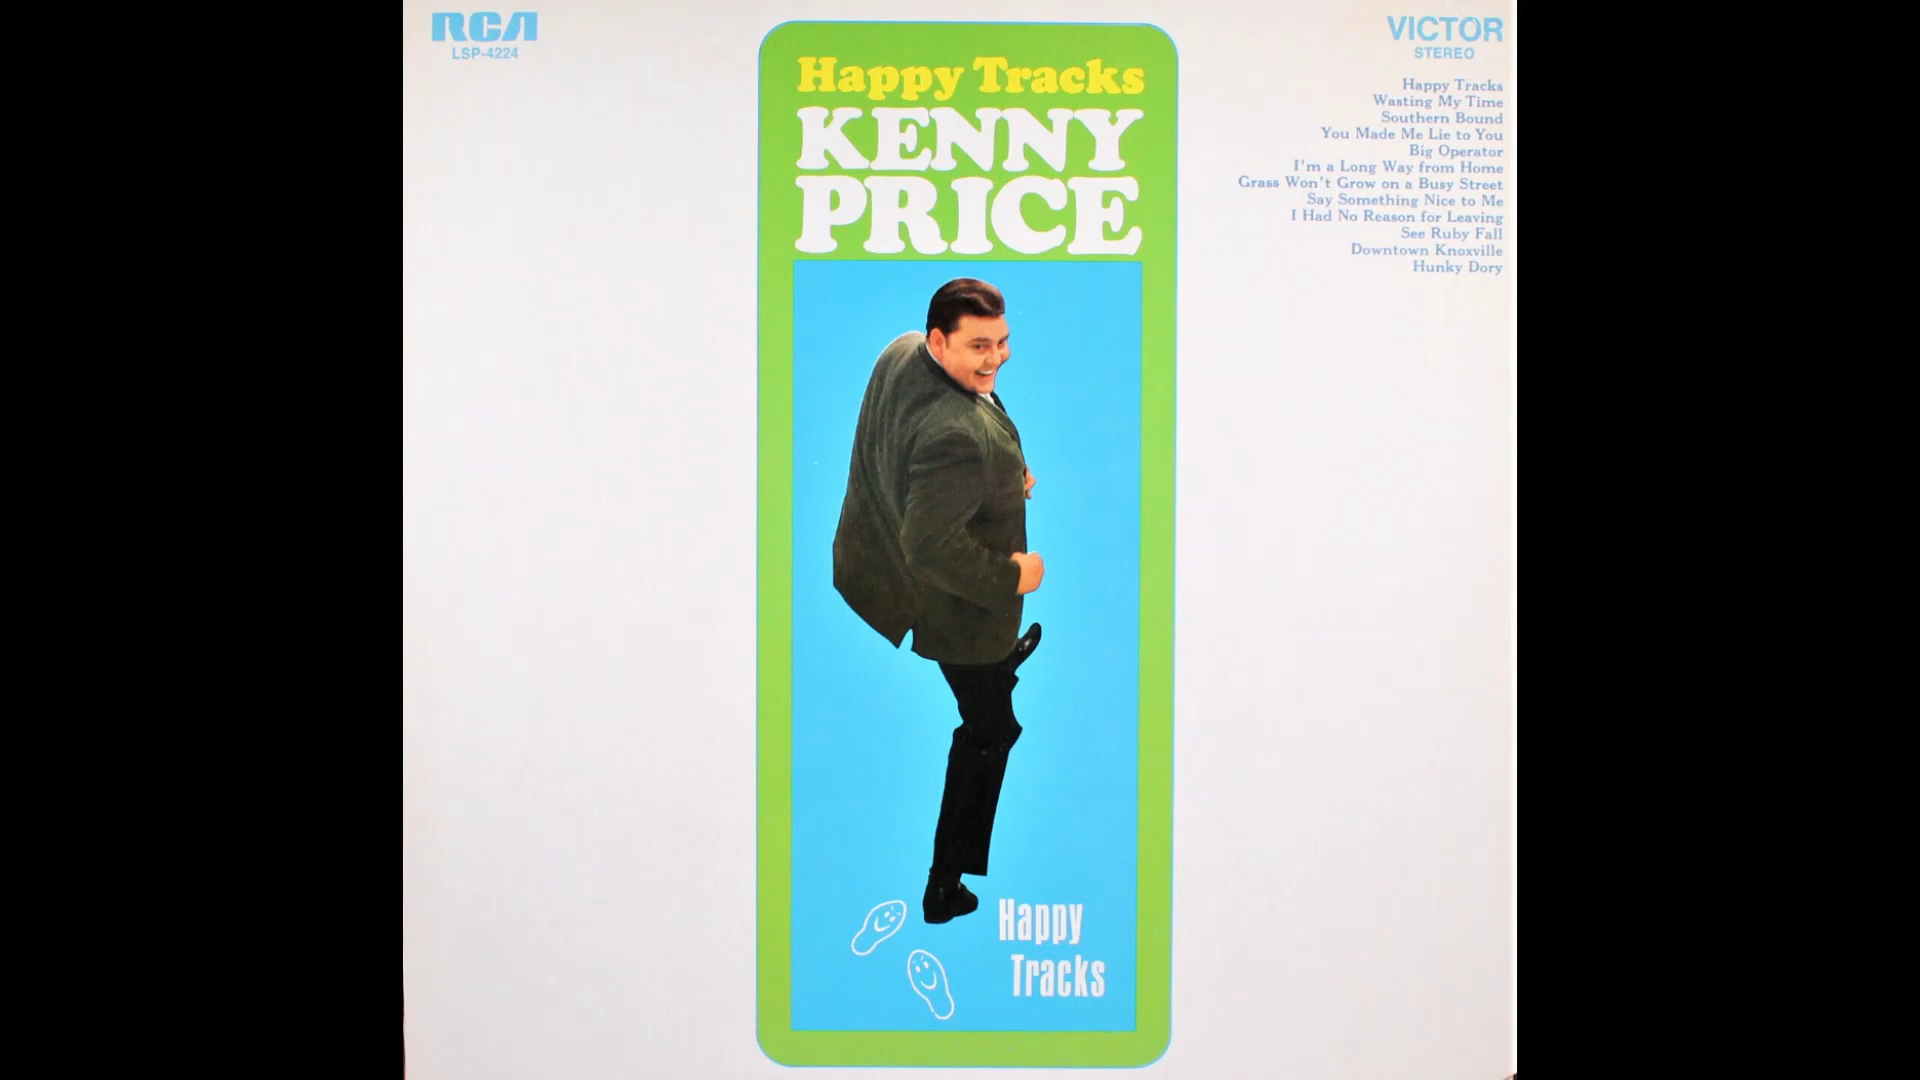 RCA
LSP-4224
VICTOR
STEREO
Happy Tracks
KENNY
PRICE
Happy Tracks
Wasting My Time
Southern Bound
You Made Me Lie to You
Big Operator
I'm a Long Way from Home
Grass Won't Grow on a Busy Street
Say Something Nice to Me
I Had No Reason for Leaving
See Ruby Fall
Downtown Knoxville
Hunky Dory
Happy
Tracks